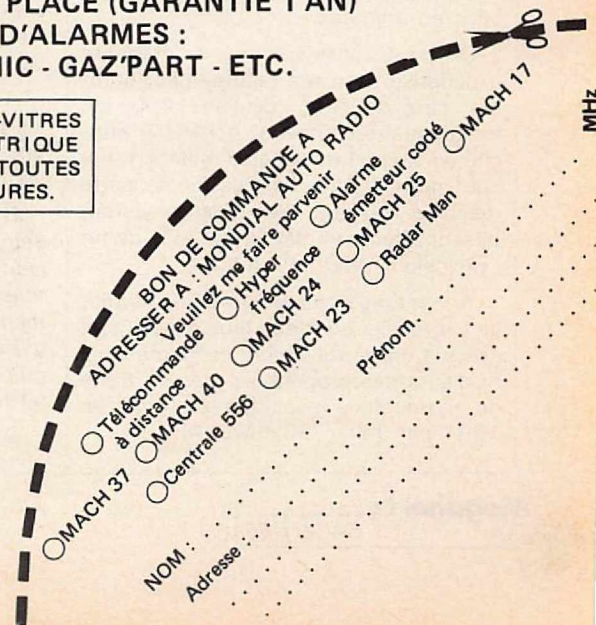 PLACE (GARANTIE 1 AN)
D'ALARMES :
NIC - GAZ'PART - ETC.
-VITRES
TRIQUE
TOUTES
URES.
MHz
BON DE COMMANDE A
ADRESSER A : MONDIAL AUTO RADIO
Veuillez me faire parvenir
Télécommande à distance
Hyper fréquence
Alarme émetteur codé
MACH 17
MACH 37
MACH 40
MACH 24
MACH 25
Centrale 556
MACH 23
Radar Man
NOM : . . . . . . . . . . . . . . Prénom . . . . . . . . . . . . . .
Adresse : . . . . . . . . . . . . . . . . . . . . . . . . . . . .